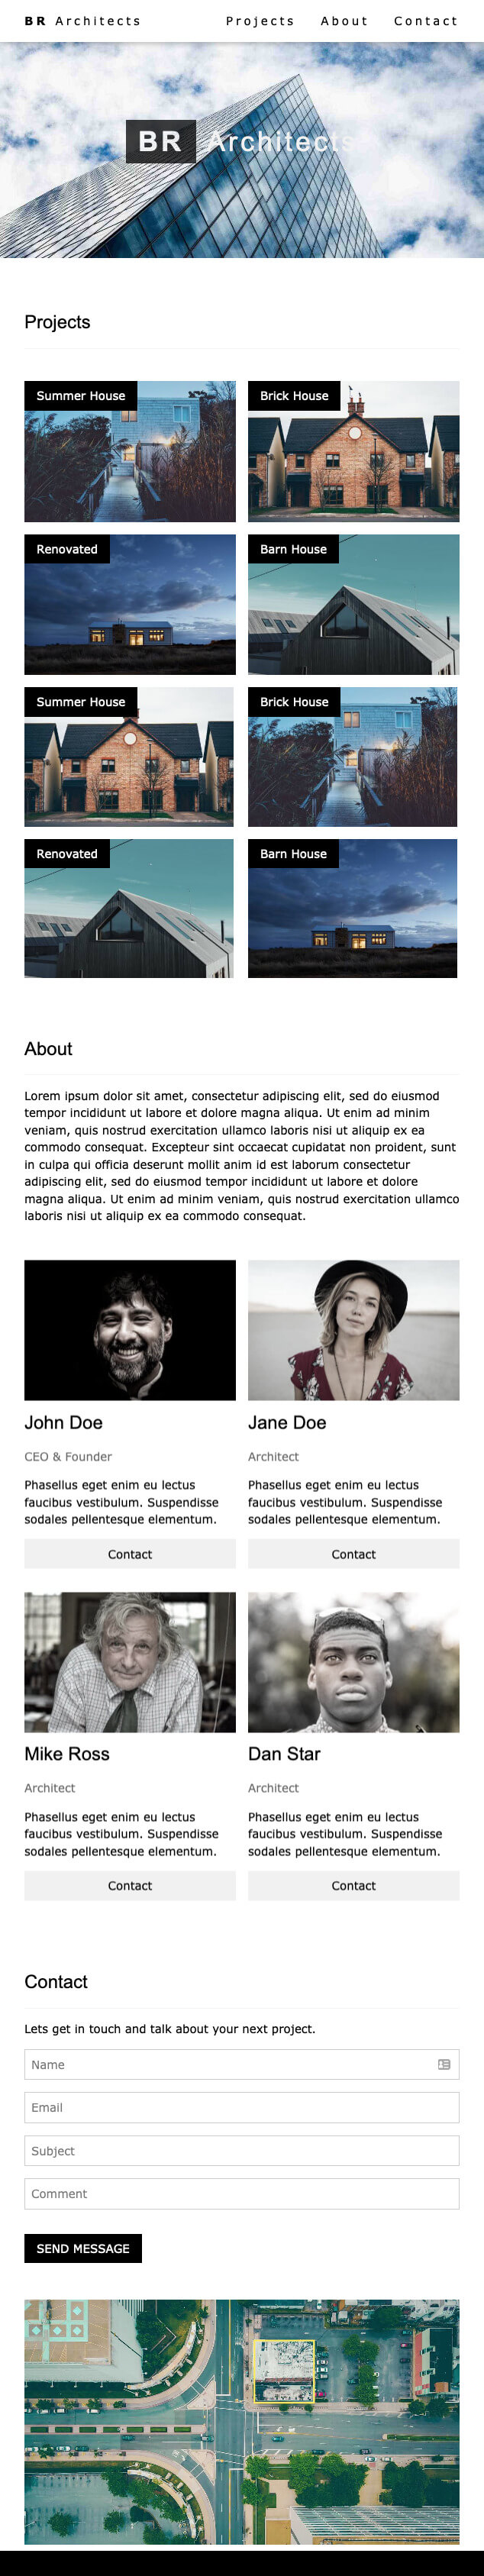 BR Architects
Projects About Contact
BR Architects
Projects
Summer House
Brick House
Renovated
Barn House
Summer House
Brick House
Renovated
Barn House
About
Lorem ipsum dolor sit amet, consectetur adipiscing elit, sed do eiusmod
tempor incididunt ut labore et dolore magna aliqua. Ut enim ad minim
veniam, quis nostrud exercitation ullamco laboris nisi ut aliquip ex ea
commodo consequat. Excepteur sint occaecat cupidatat non proident, sunt
in culpa qui officia deserunt mollit anim id est laborum consectetur
adipiscing elit, sed do eiusmod tempor incididunt ut labore et dolore
magna aliqua. Ut enim ad minim veniam, quis nostrud exercitation ullamco
laboris nisi ut aliquip ex ea commodo consequat.
John Doe
CEO & Founder
Phasellus eget enim eu lectus
faucibus vestibulum. Suspendisse
sodales pellentesque elementum.
Contact
Jane Doe
Architect
Phasellus eget enim eu lectus
faucibus vestibulum. Suspendisse
sodales pellentesque elementum.
Contact
Mike Ross
Architect
Phasellus eget enim eu lectus
faucibus vestibulum. Suspendisse
sodales pellentesque elementum.
Contact
Dan Star
Architect
Phasellus eget enim eu lectus
faucibus vestibulum. Suspendisse
sodales pellentesque elementum.
Contact
Contact
Lets get in touch and talk about your next project.
Name
Email
Subject
Comment
SEND MESSAGE